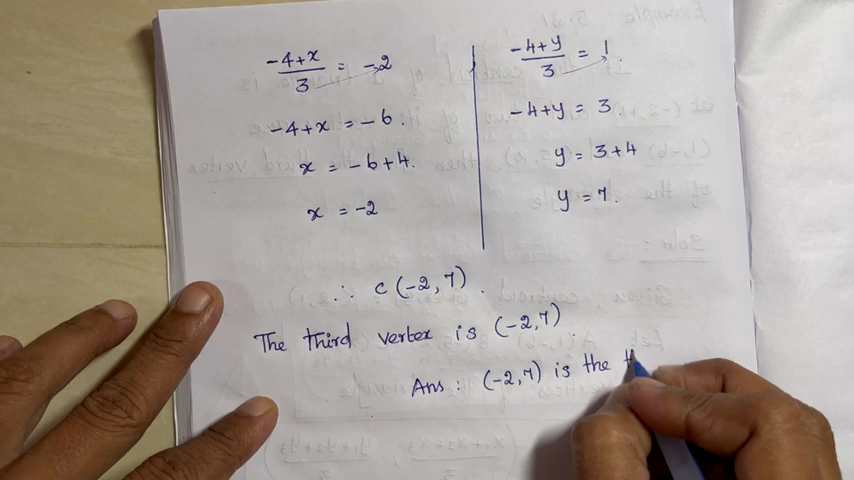 -4+x/3 = -2
-4+x = -6.
x = -6+4.
x = -2
-4+y/3 = 1.
-4+y = 3.
y = 3+4
y = 7.
∴ C (-2, 7).
The third vertex is (-2,7).
Ans : (-2,7) is the t